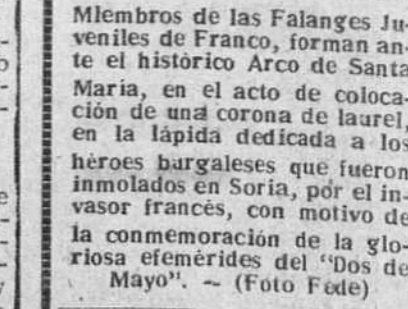 Miembros de las Falanges Ju-
veniles de Franco, forman an-
te el histórico Arco de Santa
María, en el acto de coloca-
ción de una corona de laurel,
en la lápida dedicada a los
héroes burgaleses que fueron
inmolados en Soria, por el in-
vasor francés, con motivo de
la conmemoración de la glo-
riosa efemérides del "Dos de
Mayo". — (Foto Fede)